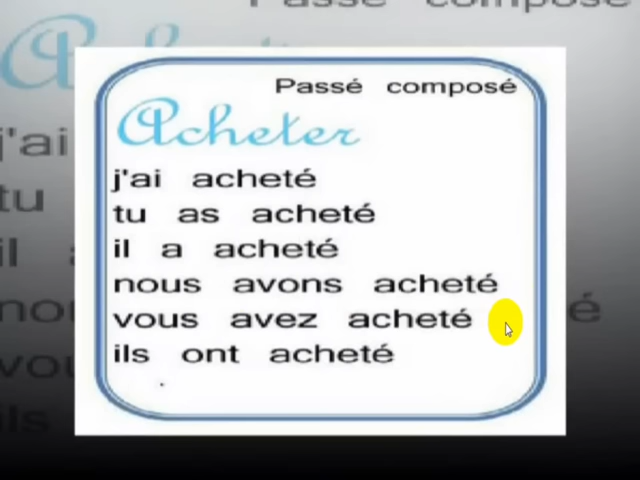 Passé composé
Acheter
j'ai acheté
tu as acheté
il a acheté
nous avons acheté
vous avez acheté
ils ont acheté